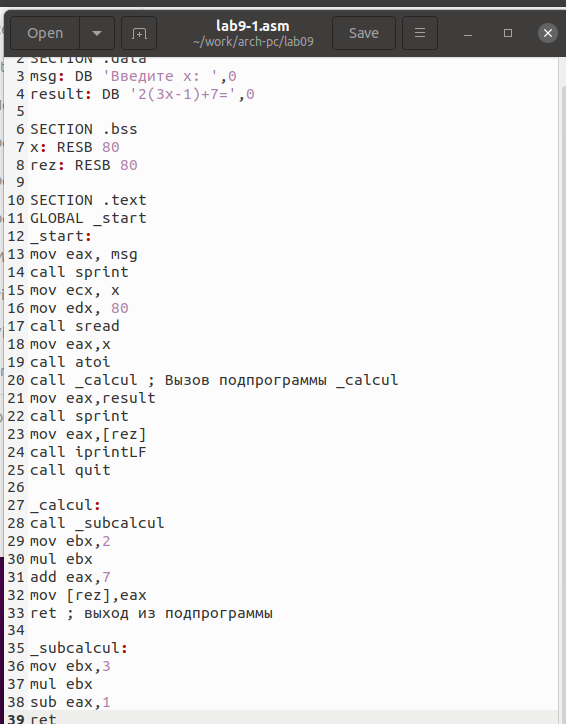 Open
lab9-1.asm
~/work/arch-pc/lab09
Save
2 SECTION .data
3 msg: DB 'Введите x: ',0
4 result: DB '2(3x-1)+7=',0
5
6 SECTION .bss
7 x: RESB 80
8 rez: RESB 80
9
10 SECTION .text
11 GLOBAL _start
12 _start:
13 mov eax, msg
14 call sprint
15 mov ecx, x
16 mov edx, 80
17 call sread
18 mov eax,x
19 call atoi
20 call _calcul ; Вызов подпрограммы _calcul
21 mov eax,result
22 call sprint
23 mov eax,[rez]
24 call iprintLF
25 call quit
26
27 _calcul:
28 call _subcalcul
29 mov ebx,2
30 mul ebx
31 add eax,7
32 mov [rez],eax
33 ret ; выход из подпрограммы
34
35 _subcalcul:
36 mov ebx,3
37 mul ebx
38 sub eax,1
39 ret